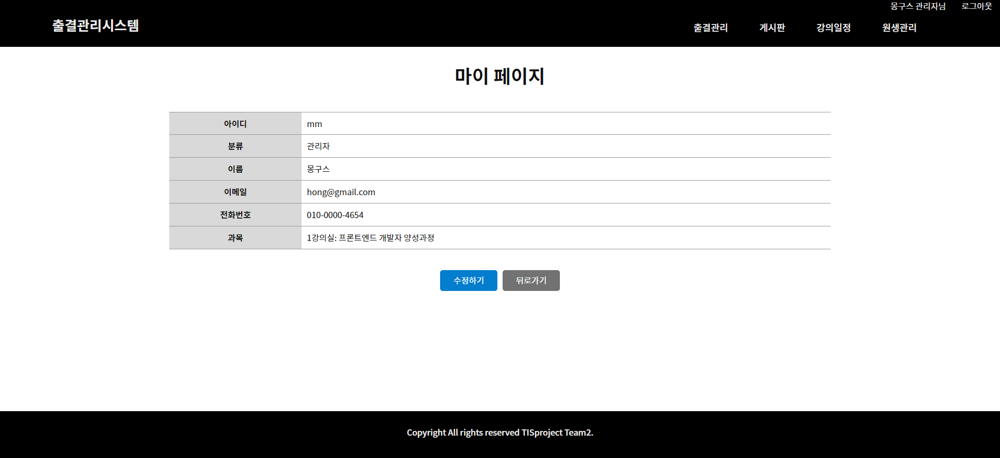 몽구스 관리자님 로그아웃
출결관리시스템 출결관리 게시판 강의일정 원생관리
마이 페이지
아이디 mm
분류 관리자
이름 몽구스
이메일 hong@gmail.com
전화번호 010-0000-4654
과목 1강의실: 프론트엔드 개발자 양성과정
수정하기 뒤로가기
Copyright All rights reserved TISproject Team2.